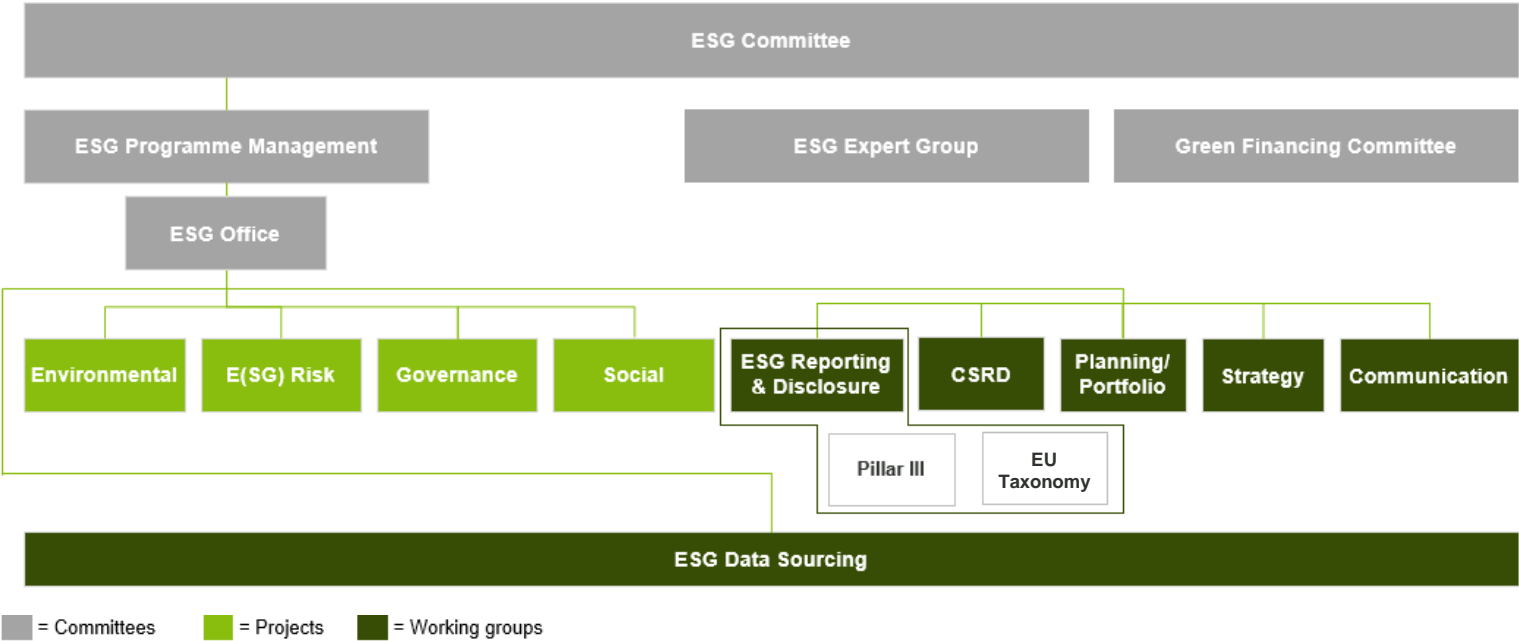 ESG Committee
ESG Programme Management
ESG Expert Group
Green Financing Committee
ESG Office
Environmental
E(SG) Risk
Governance
Social
ESG Reporting
& Disclosure
CSRD
Planning/
Portfolio
Strategy
Communication
Pillar III
EU
Taxonomy
ESG Data Sourcing
= Committees
= Projects
= Working groups